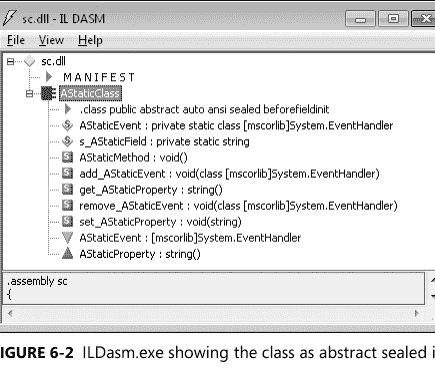 sc.dll - IL DASM
File View Help
sc.dll
MANIFEST
AStaticClass
.class public abstract auto ansi sealed beforefieldinit
AStaticEvent : private static class [mscorlib]System.EventHandler
s_AStaticField : private static string
AStaticMethod : void()
add_AStaticEvent : void(class [mscorlib]System.EventHandler)
get_AStaticProperty : string()
remove_AStaticEvent : void(class [mscorlib]System.EventHandler)
set_AStaticProperty : void(string)
AStaticEvent : [mscorlib]System.EventHandler
AStaticProperty : string()
.assembly sc
{
IGURE 6-2 ILDasm.exe showing the class as abstract sealed i